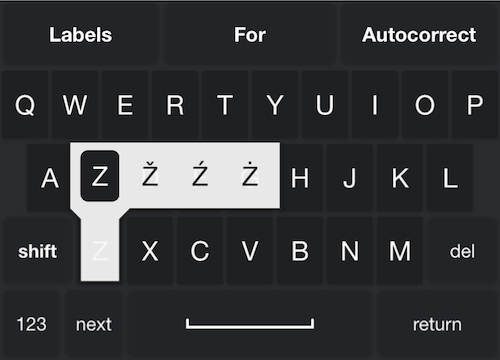 Labels For Autocorrect
Q W E R T Y U I O P
A Z Ž Ź Ż H J K L
shift Z X C V B N M del
123 next return